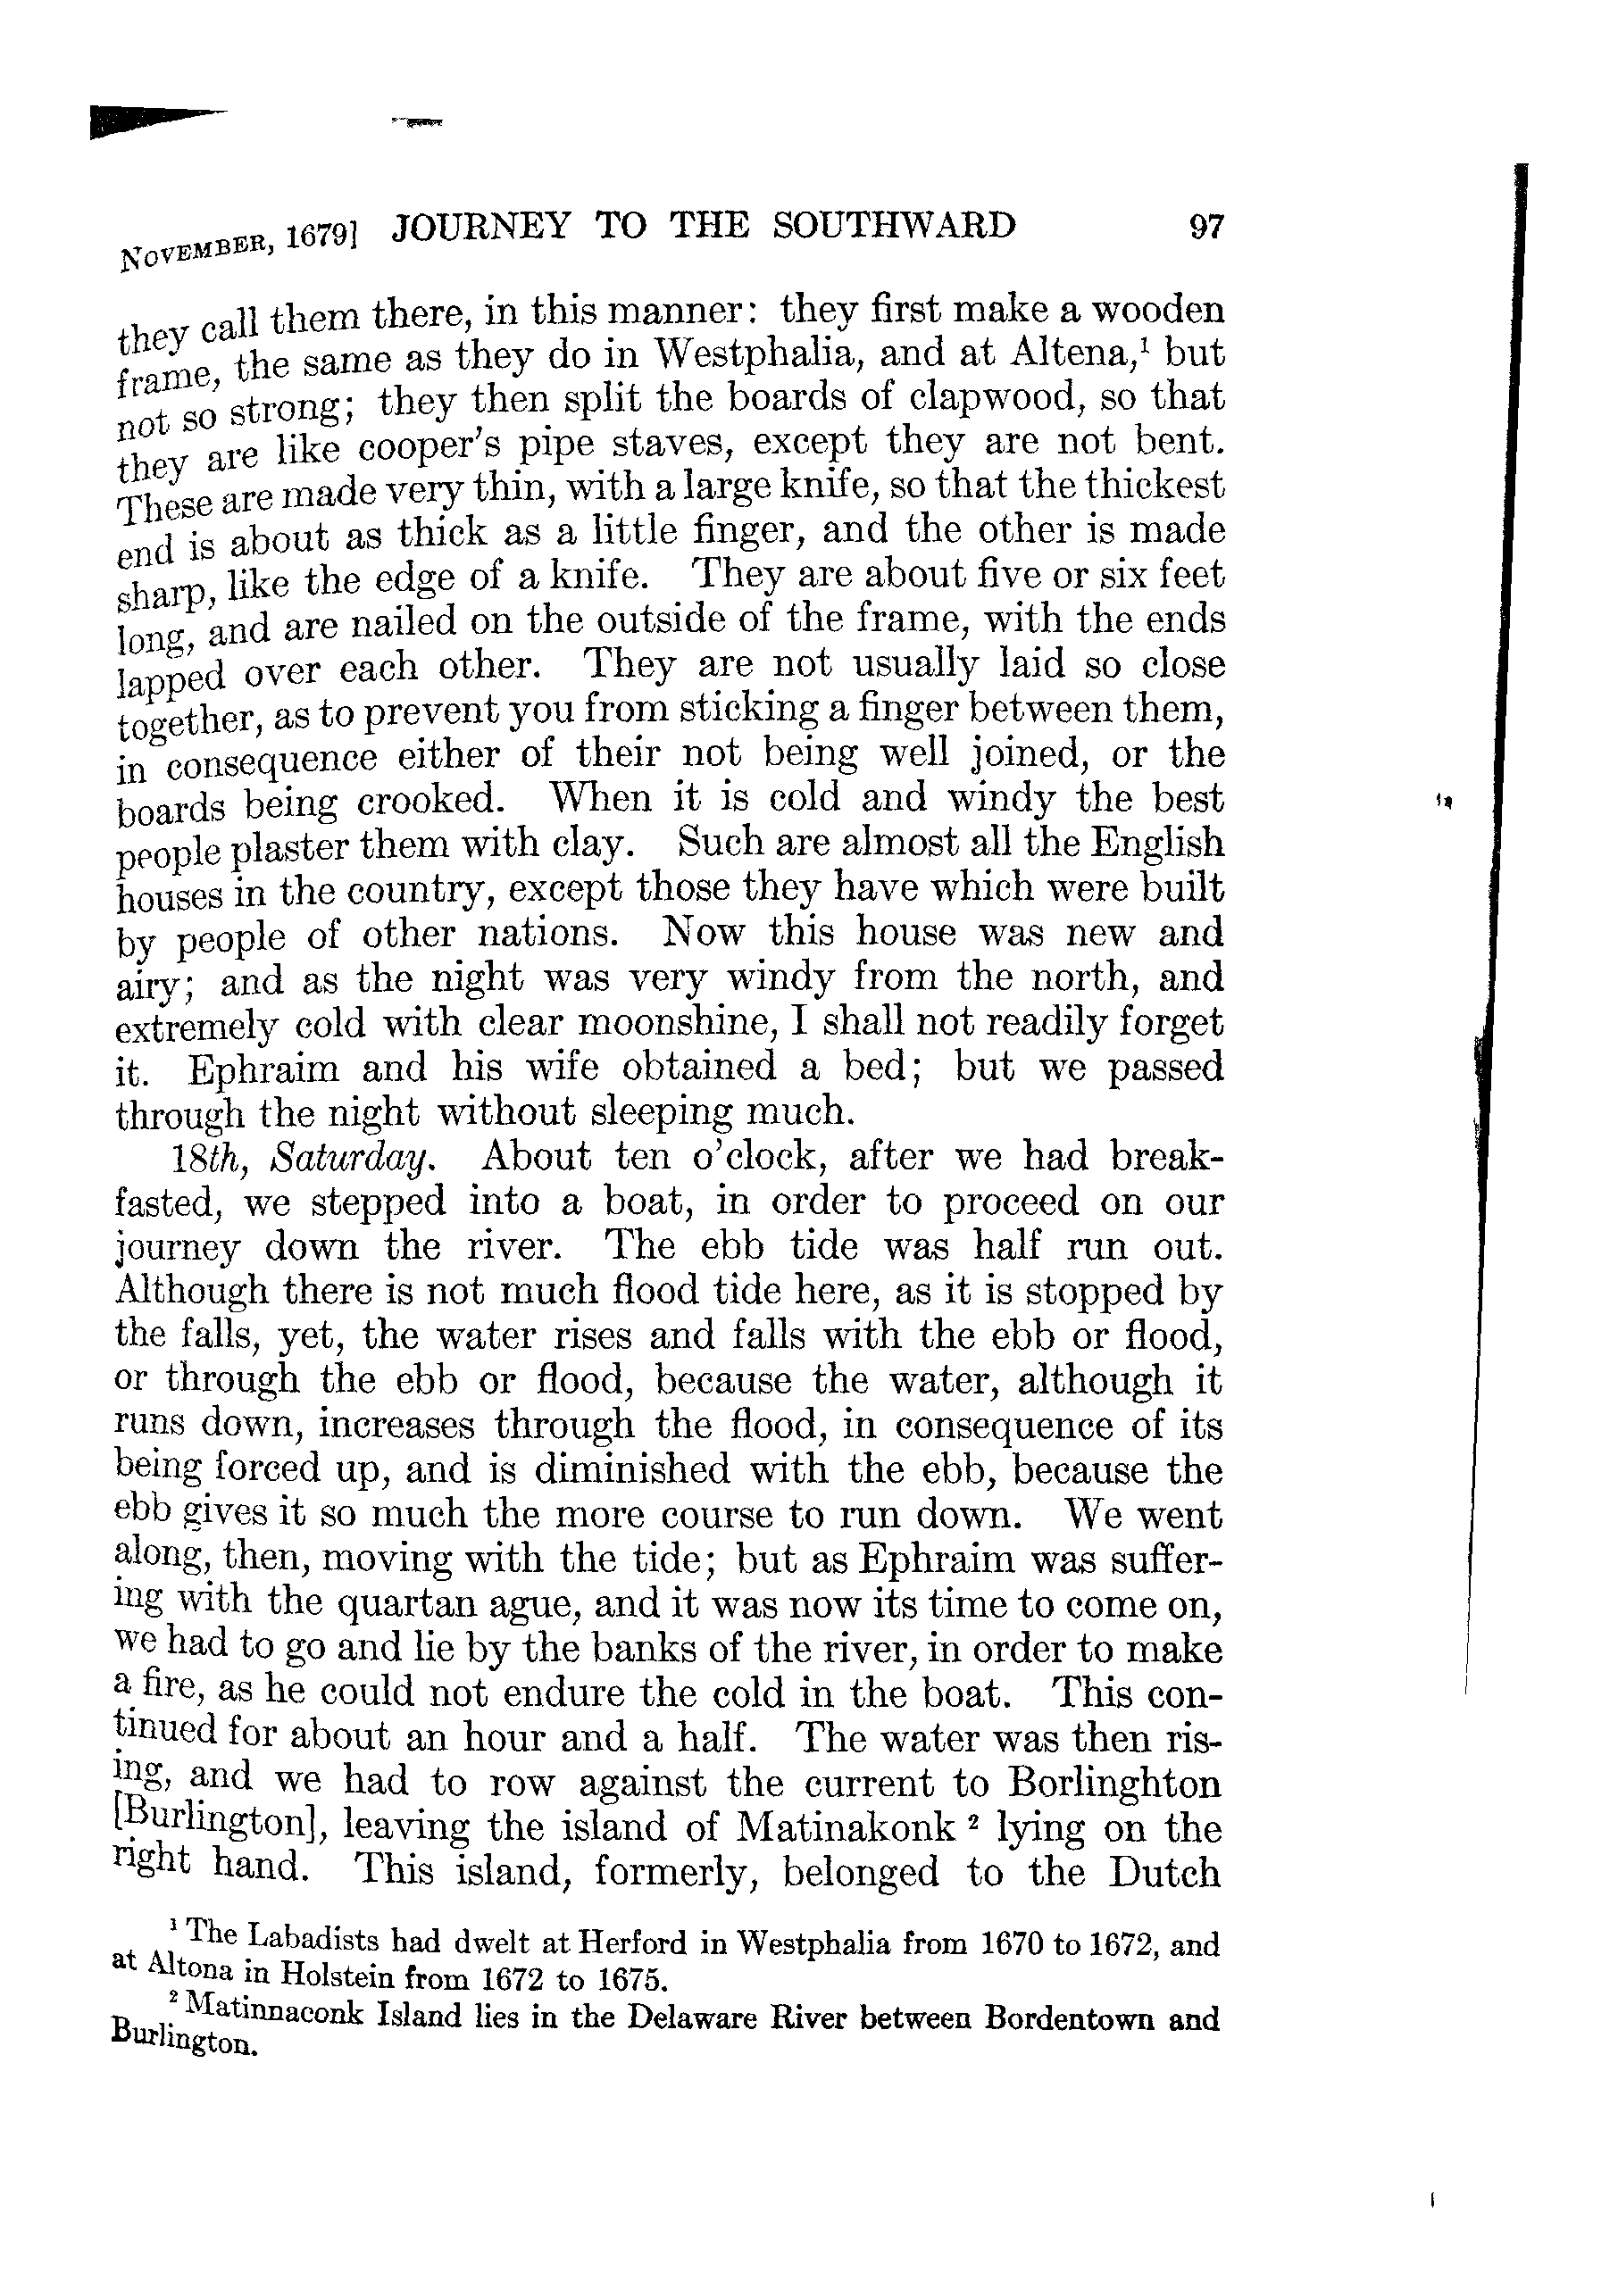 NOVEMBER, 1679] JOURNEY TO THE SOUTHWARD 97
they call them there, in this manner: they first make a wooden
frame, the same as they do in Westphalia, and at Altena,¹ but
not so strong; they then split the boards of clapwood, so that
they are like cooper's pipe staves, except they are not bent.
These are made very thin, with a large knife, so that the thickest
end is about as thick as a little finger, and the other is made
sharp, like the edge of a knife. They are about five or six feet
long, and are nailed on the outside of the frame, with the ends
lapped over each other. They are not usually laid so close
together, as to prevent you from sticking a finger between them,
in consequence either of their not being well joined, or the
boards being crooked. When it is cold and windy the best
people plaster them with clay. Such are almost all the English
houses in the country, except those they have which were built
by people of other nations. Now this house was new and
airy; and as the night was very windy from the north, and
extremely cold with clear moonshine, I shall not readily forget
it. Ephraim and his wife obtained a bed; but we passed
through the night without sleeping much.
18th, Saturday. About ten o'clock, after we had break-
fasted, we stepped into a boat, in order to proceed on our
journey down the river. The ebb tide was half run out.
Although there is not much flood tide here, as it is stopped by
the falls, yet, the water rises and falls with the ebb or flood,
or through the ebb or flood, because the water, although it
runs down, increases through the flood, in consequence of its
being forced up, and is diminished with the ebb, because the
ebb gives it so much the more course to run down. We went
along, then, moving with the tide; but as Ephraim was suffer-
ing with the quartan ague, and it was now its time to come on,
we had to go and lie by the banks of the river, in order to make
a fire, as he could not endure the cold in the boat. This con-
tinued for about an hour and a half. The water was then ris-
ing, and we had to row against the current to Borlinghton
[Burlington], leaving the island of Matinakonk ² lying on the
right hand. This island, formerly, belonged to the Dutch
¹ The Labadists had dwelt at Herford in Westphalia from 1670 to 1672, and
at Altona in Holstein from 1672 to 1675.
² Matinnaconk Island lies in the Delaware River between Bordentown and
Burlington.